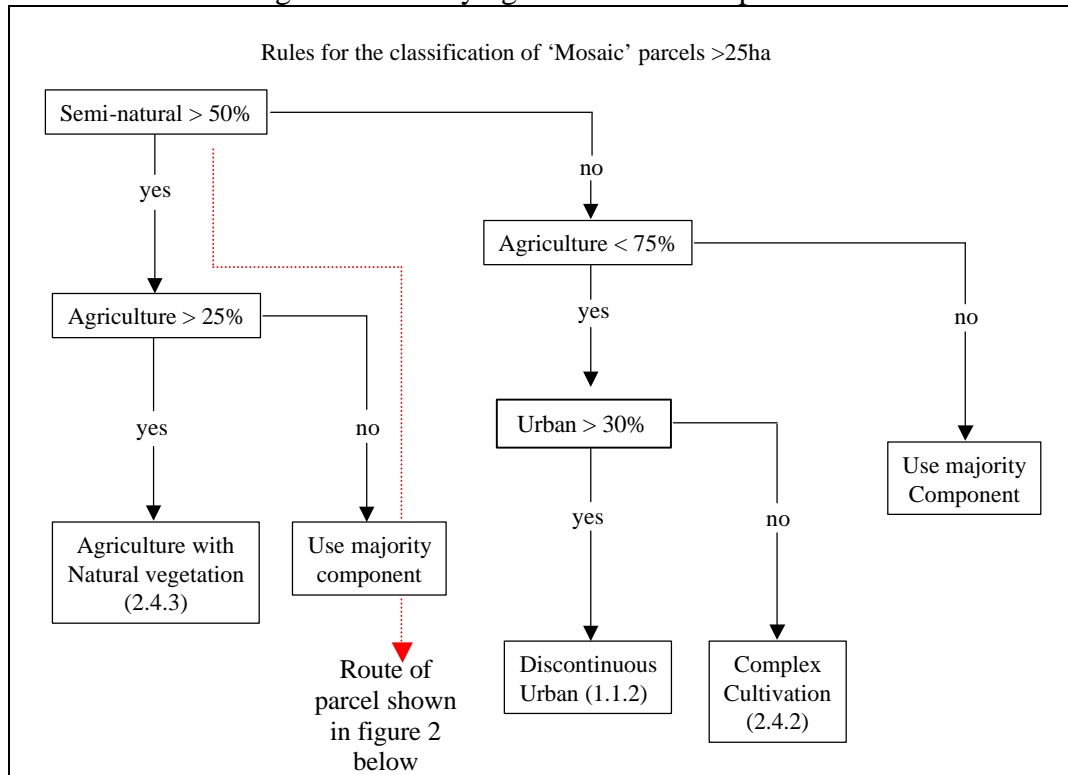 Rules for the classification of ‘Mosaic’ parcels >25ha
Semi-natural > 50%
yes
no
Agriculture < 75%
Agriculture > 25%
yes
no
yes
no
Urban > 30%
Use majority
Component
yes
no
Agriculture with
Natural vegetation
(2.4.3)
Use majority
component
Discontinuous
Urban (1.1.2)
Complex
Cultivation
(2.4.2)
Route of
parcel shown
in figure 2
below